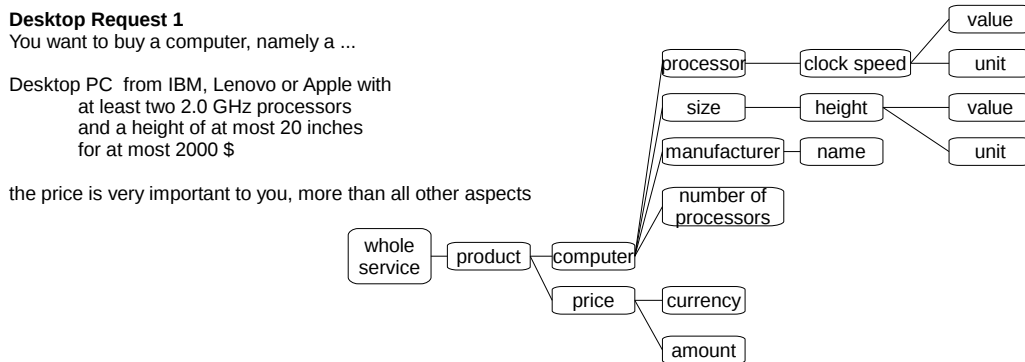 Desktop Request 1
You want to buy a computer, namely a ...
Desktop PC from IBM, Lenovo or Apple with
at least two 2.0 GHz processors
and a height of at most 20 inches
for at most 2000 $
the price is very important to you, more than all other aspects
whole
service
product
computer
price
processor
size
manufacturer
number of
processors
currency
amount
clock speed
height
name
value
unit
value
unit